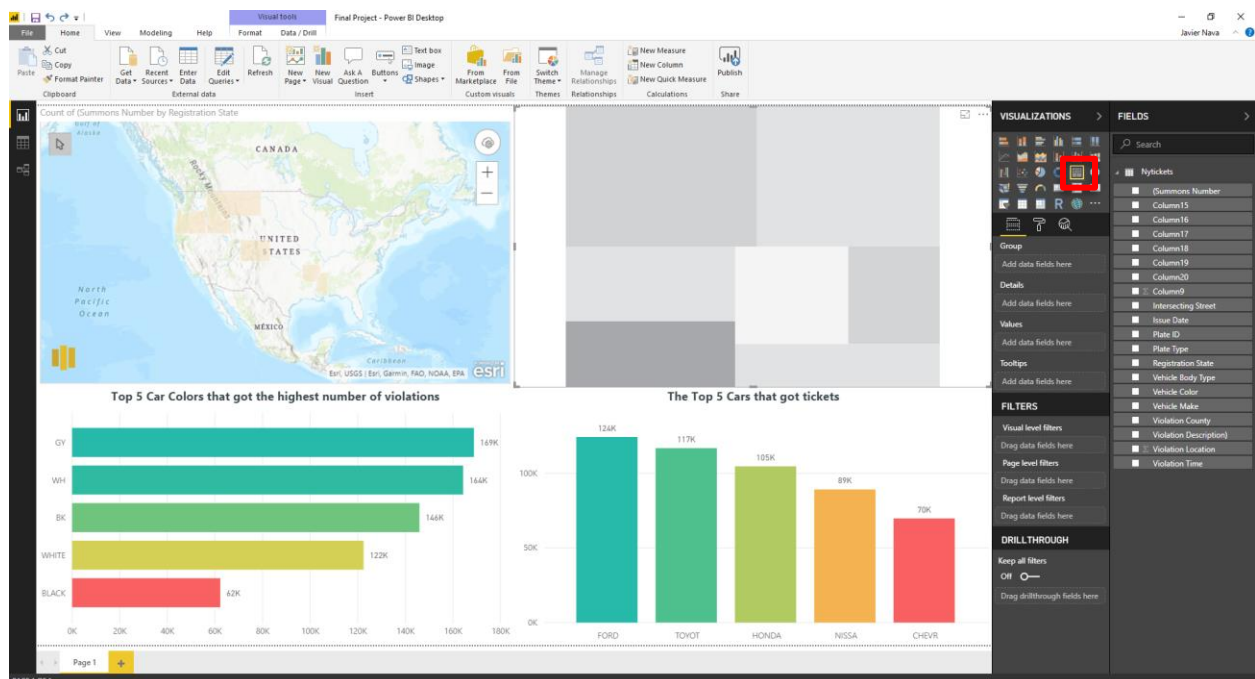 Visual tools
Final Project - Power BI Desktop
File
Home
View
Modeling
Help
Format
Data / Drill
Javier Nava
Paste
Cut
Copy
Format Painter
Clipboard
Get Data
Recent Sources
Enter Data
Edit Queries
External data
Refresh
New Page
New Visual
Ask A Question
Buttons
Text box
Image
Shapes
Insert
From Marketplace
From File
Custom visuals
Switch Theme
Themes
Manage Relationships
Relationships
New Measure
New Column
New Quick Measure
Calculations
Publish
Share
Count of (Summons Number by Registration State
Gulf of Alaska
CANADA
Rocky M
UNITED
STATES
North
Pacific
Ocean
MÉXICO
Caribbean
Esri, USGS | Esri, Garmin, FAO, NOAA, EPA
esri
Top 5 Car Colors that got the highest number of violations
GY
169K
WH
164K
BK
146K
WHITE
122K
BLACK
62K
0K 20K 40K 60K 80K 100K 120K 140K 160K 180K
The Top 5 Cars that got tickets
124K
117K
105K
89K
70K
100K
50K
0K
FORD TOYOT HONDA NISSA CHEVR
Page 1
VISUALIZATIONS
R
Group
Add data fields here
Details
Add data fields here
Values
Add data fields here
Tooltips
Add data fields here
FILTERS
Visual level filters
Drag data fields here
Page level filters
Drag data fields here
Report level filters
Drag data fields here
DRILLTHROUGH
Keep all filters
Off
Drag drillthrough fields here
FIELDS
Search
Nytickets
(Summons Number
Column15
Column16
Column17
Column18
Column19
Column20
Σ Column9
Intersecting Street
Issue Date
Plate ID
Plate Type
Registration State
Vehicle Body Type
Vehicle Color
Vehicle Make
Violation County
Violation Description)
Σ Violation Location
Violation Time